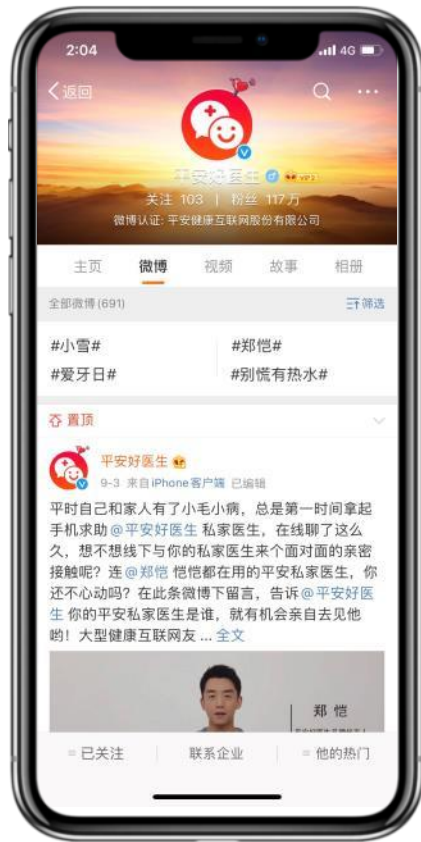 2:04
4G
返回
平安好医生
关注 103 | 粉丝 117万
微博认证: 平安健康互联网股份有限公司
主页 微博 视频 故事 相册
全部微博(691) 筛选
#小雪# #郑恺#
#爱牙日# #别慌有热水#
置顶
平安好医生
9-3 来自iPhone客户端 已编辑
平时自己和家人有了小毛小病，总是第一时间拿起
手机求助@平安好医生 私家医生，在线聊了这么
久，想不想线下与你的私家医生来个面对面的亲密
接触呢？连@郑恺 恺恺都在用的平安私家医生，你
还不心动吗？在此条微博下留言，告诉@平安好医
生 你的平安私家医生是谁，就有机会亲自去见他
哟！大型健康互联网友 ... 全文
郑 恺
已关注 联系企业 他的热门